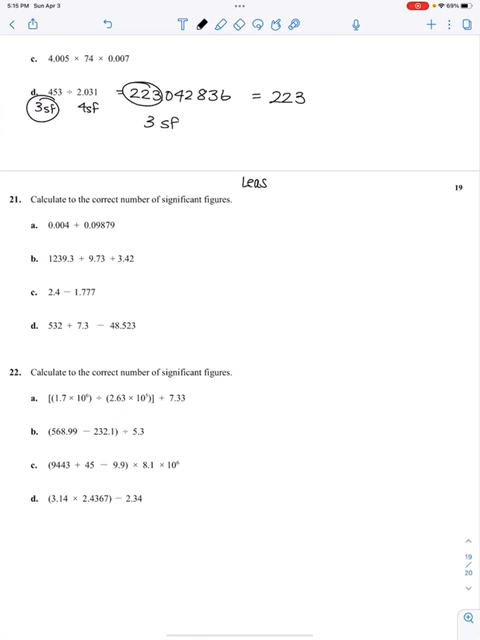 5:15 PM Sun Apr 3
69%
c. 4.005 × 74 × 0.007
d. 453 ÷ 2.031 = 223.042836 = 223
3sf 4sf
3 sf
Leas
19
21. Calculate to the correct number of significant figures.
a. 0.004 + 0.09879
b. 1239.3 + 9.73 + 3.42
c. 2.4 − 1.777
d. 532 + 7.3 − 48.523
22. Calculate to the correct number of significant figures.
a. [(1.7 × 10⁶) ÷ (2.63 × 10⁵)] + 7.33
b. (568.99 − 232.1) ÷ 5.3
c. (9443 + 45 − 9.9) × 8.1 × 10⁶
d. (3.14 × 2.4367) − 2.34
19
/
20